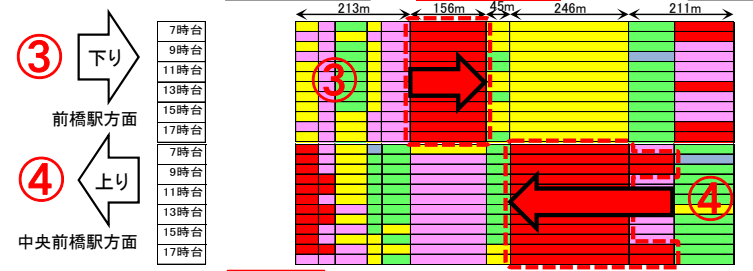 213m 156m 45m 246m 211m
③
下り
前橋駅方面
7時台
9時台
11時台
13時台
15時台
17時台
③
④
上り
中央前橋駅方面
7時台
9時台
11時台
13時台
15時台
17時台
④